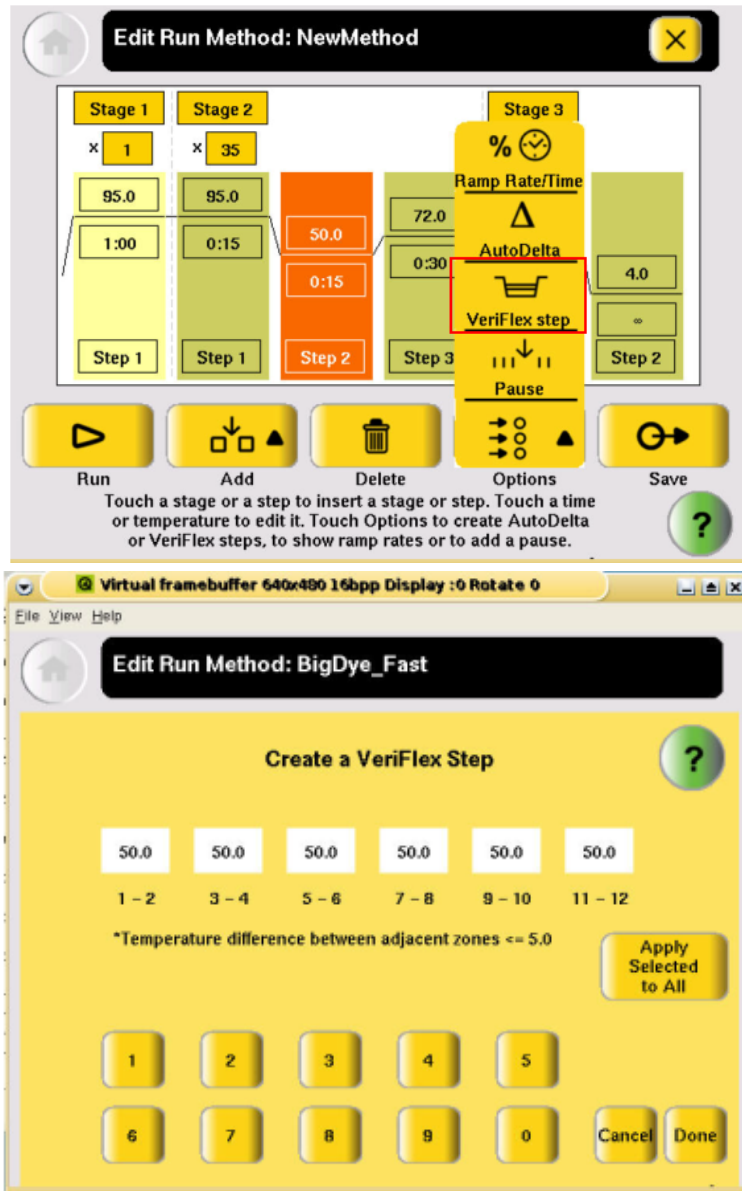 Edit Run Method: NewMethod
Stage 1 Stage 2 Stage 3
x 1 x 35
% 
Ramp Rate/Time
95.0 95.0 50.0 72.0 4.0
Δ
AutoDelta
1:00 0:15 0:15 0:30 ∞
VeriFlex step
Step 1 Step 1 Step 2 Step 3 Step 2
Pause
Run Add Delete Options Save
Touch a stage or a step to insert a stage or step. Touch a time
or temperature to edit it. Touch Options to create AutoDelta
or VeriFlex steps, to show ramp rates or to add a pause.
?
Virtual framebuffer 640x480 16bpp Display :0 Rotate 0
File View Help
Edit Run Method: BigDye_Fast
Create a VeriFlex Step
?
50.0 50.0 50.0 50.0 50.0 50.0
1 – 2 3 – 4 5 – 6 7 – 8 9 – 10 11 – 12
*Temperature difference between adjacent zones <= 5.0
Apply
Selected
to All
1 2 3 4 5
6 7 8 9 0 Cancel Done